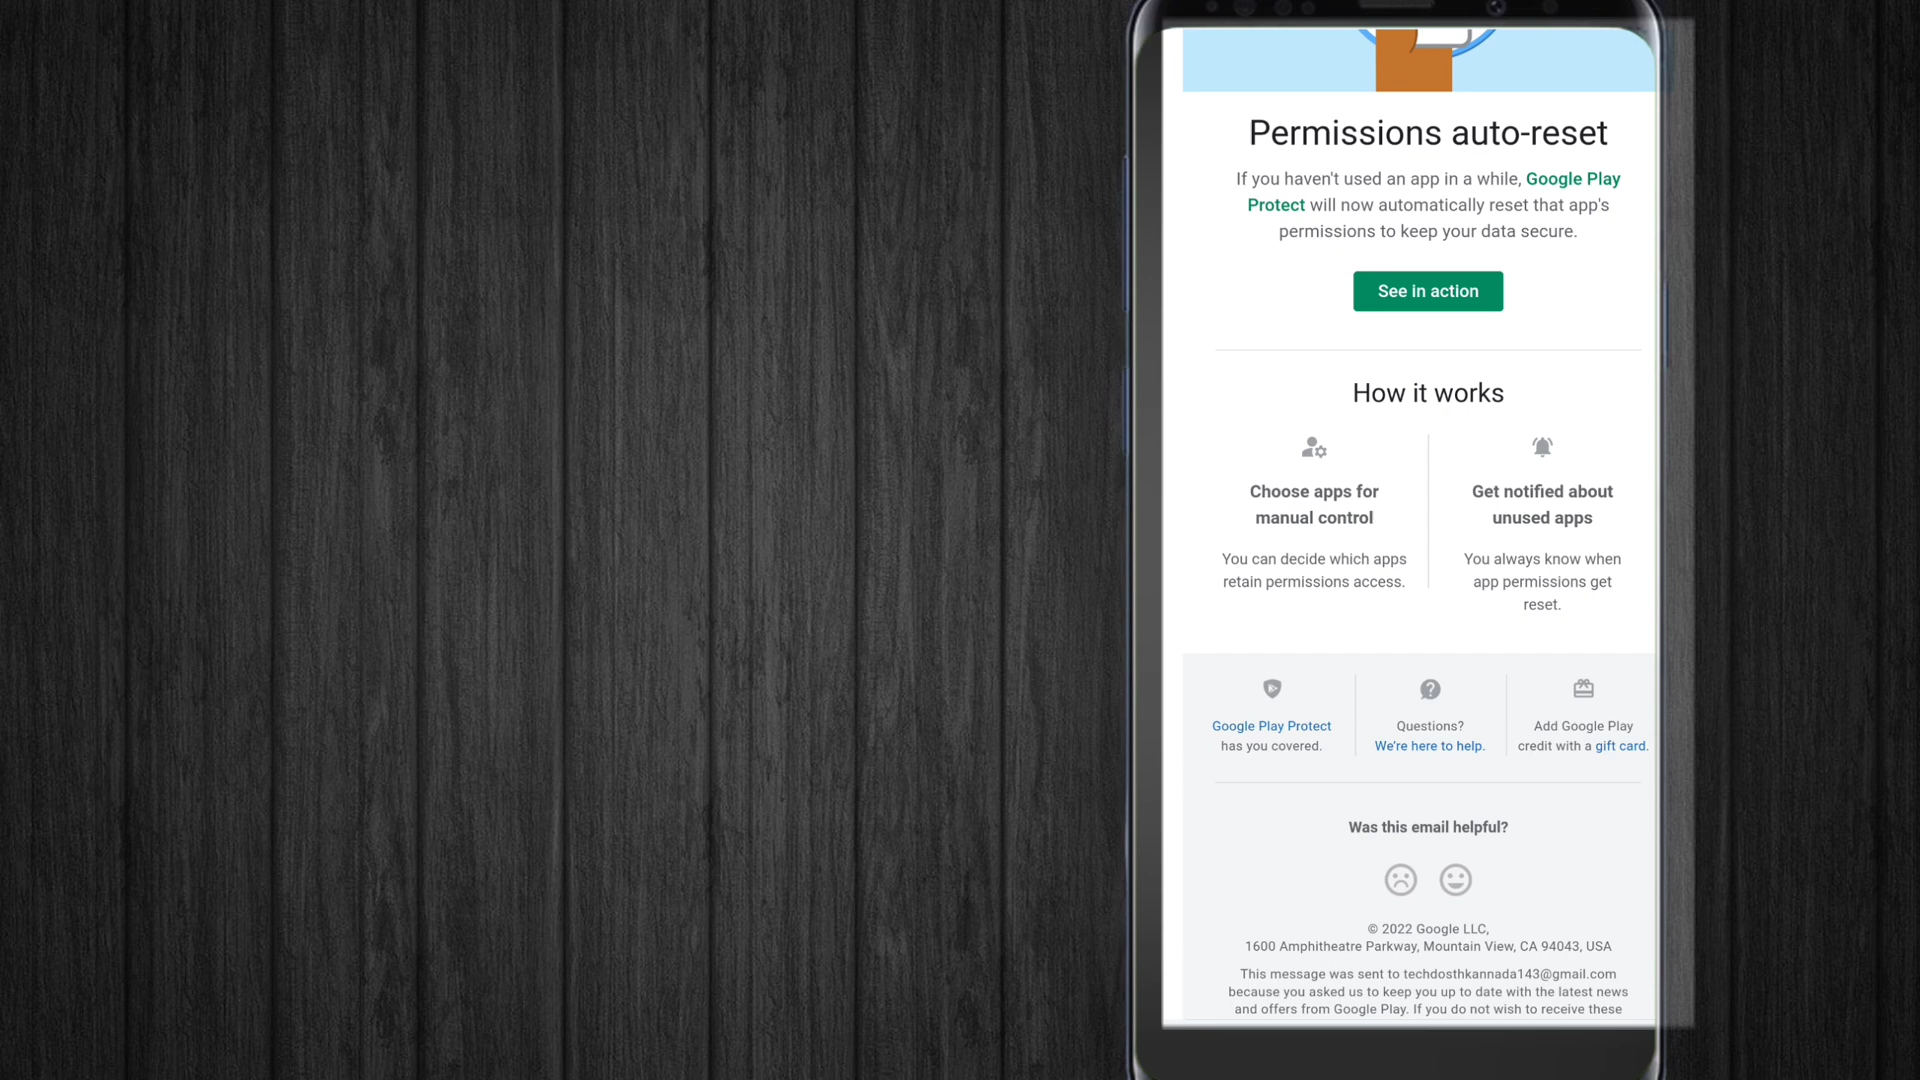 Permissions auto-reset
If you haven't used an app in a while, Google Play
Protect will now automatically reset that app's
permissions to keep your data secure.
See in action
How it works
Choose apps for
manual control
You can decide which apps
retain permissions access.
Get notified about
unused apps
You always know when
app permissions get
reset.
Google Play Protect
has you covered.
Questions?
We're here to help.
Add Google Play
credit with a gift card.
Was this email helpful?
© 2022 Google LLC,
1600 Amphitheatre Parkway, Mountain View, CA 94043, USA
This message was sent to techdosthkannada143@gmail.com
because you asked us to keep you up to date with the latest news
and offers from Google Play. If you do not wish to receive these